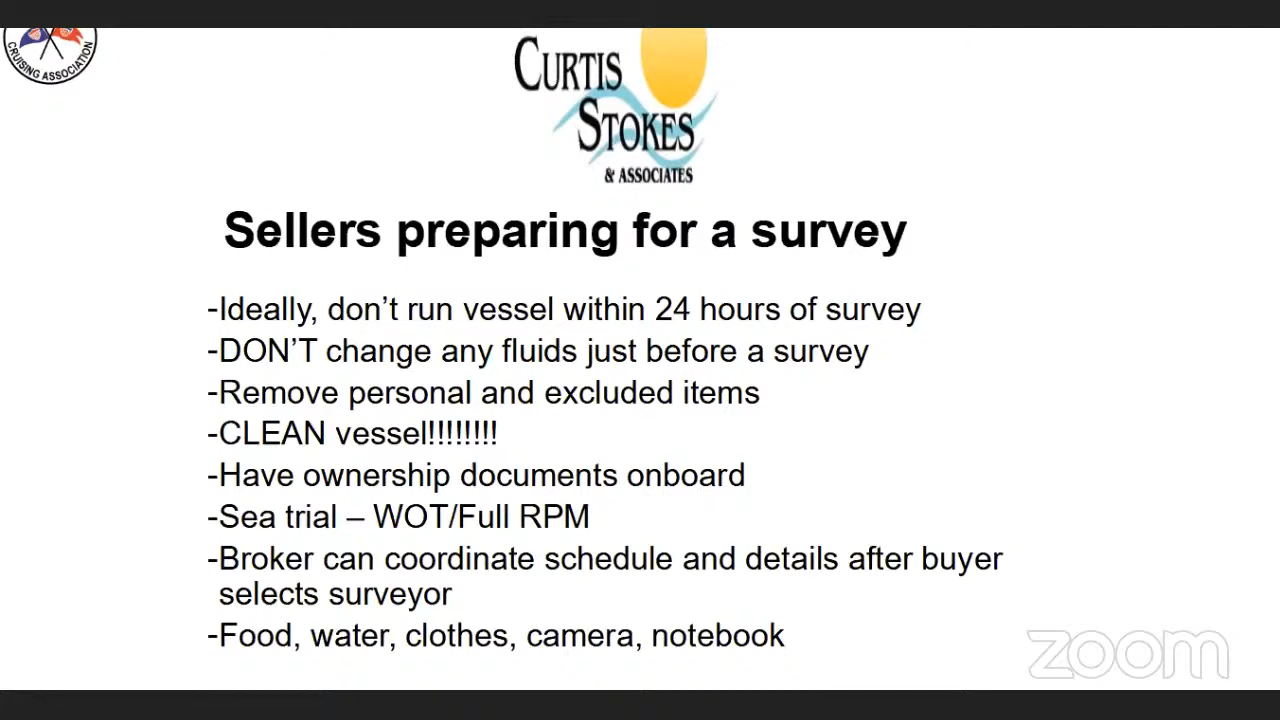 CRUISING ASSOCIATION
CURTIS
STOKES
& ASSOCIATES
Sellers preparing for a survey
-Ideally, don’t run vessel within 24 hours of survey
-DON’T change any fluids just before a survey
-Remove personal and excluded items
-CLEAN vessel!!!!!!!!
-Have ownership documents onboard
-Sea trial – WOT/Full RPM
-Broker can coordinate schedule and details after buyer
selects surveyor
-Food, water, clothes, camera, notebook
zoom